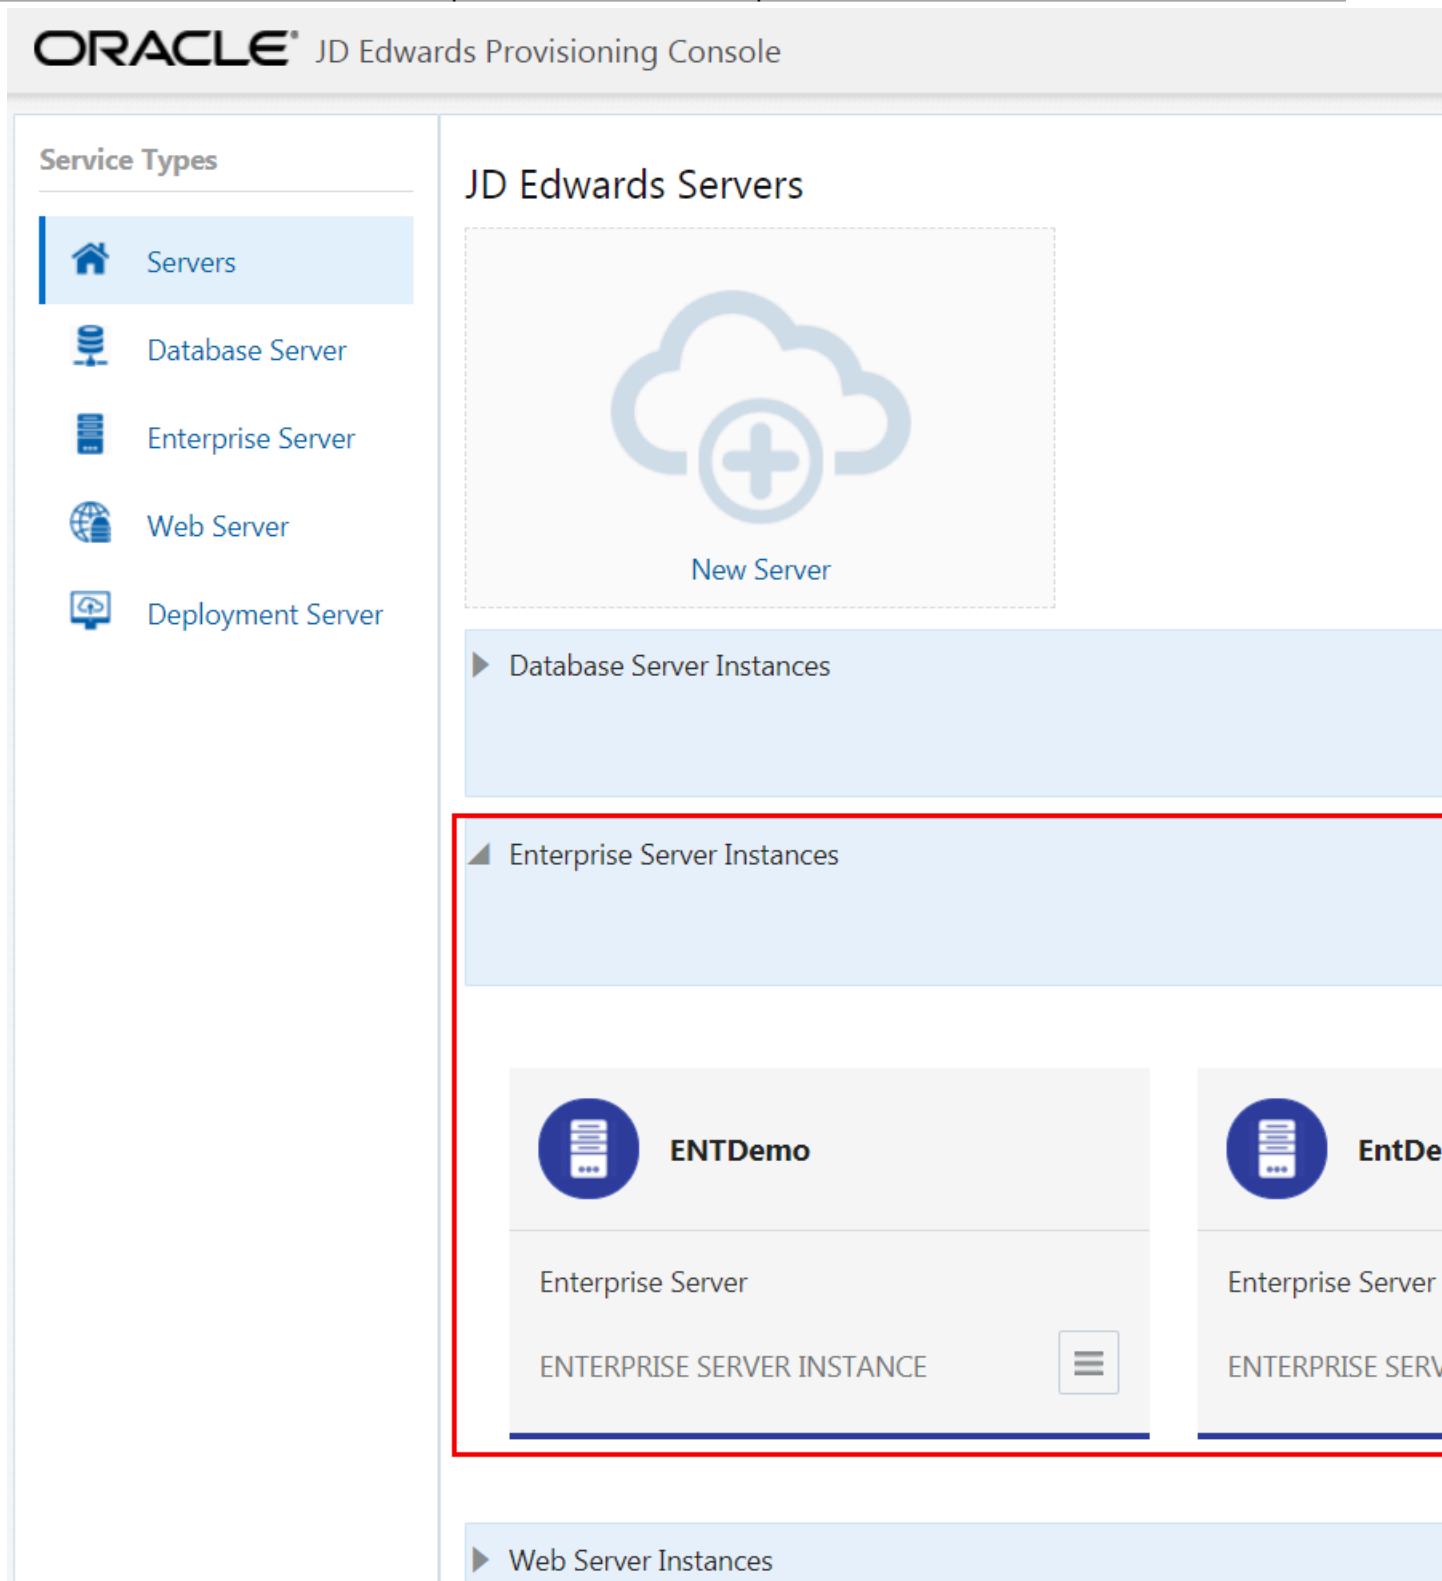 ORACLE JD Edwards Provisioning Console
Service Types
Servers
Database Server
Enterprise Server
Web Server
Deployment Server
JD Edwards Servers
New Server
Database Server Instances
Enterprise Server Instances
ENTDemo
Enterprise Server
ENTERPRISE SERVER INSTANCE
EntDe
Enterprise Server
ENTERPRISE SERV
Web Server Instances